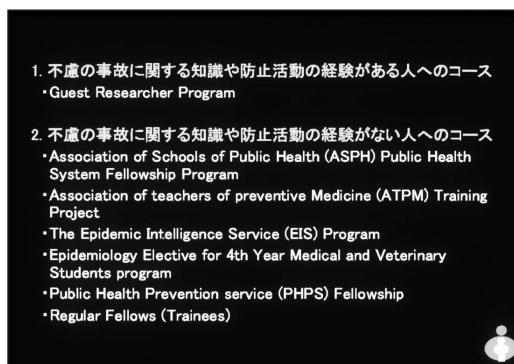 1. 不慮の事故に関する知識や防止活動の経験がある人へのコース
・Guest Researcher Program
2. 不慮の事故に関する知識や防止活動の経験がない人へのコース
・Association of Schools of Public Health (ASPH) Public Health
System Fellowship Program
・Association of teachers of preventive Medicine (ATPM) Training
Project
・The Epidemic Intelligence Service (EIS) Program
・Epidemiology Elective for 4th Year Medical and Veterinary
Students program
・Public Health Prevention service (PHPS) Fellowship
・Regular Fellows (Trainees)